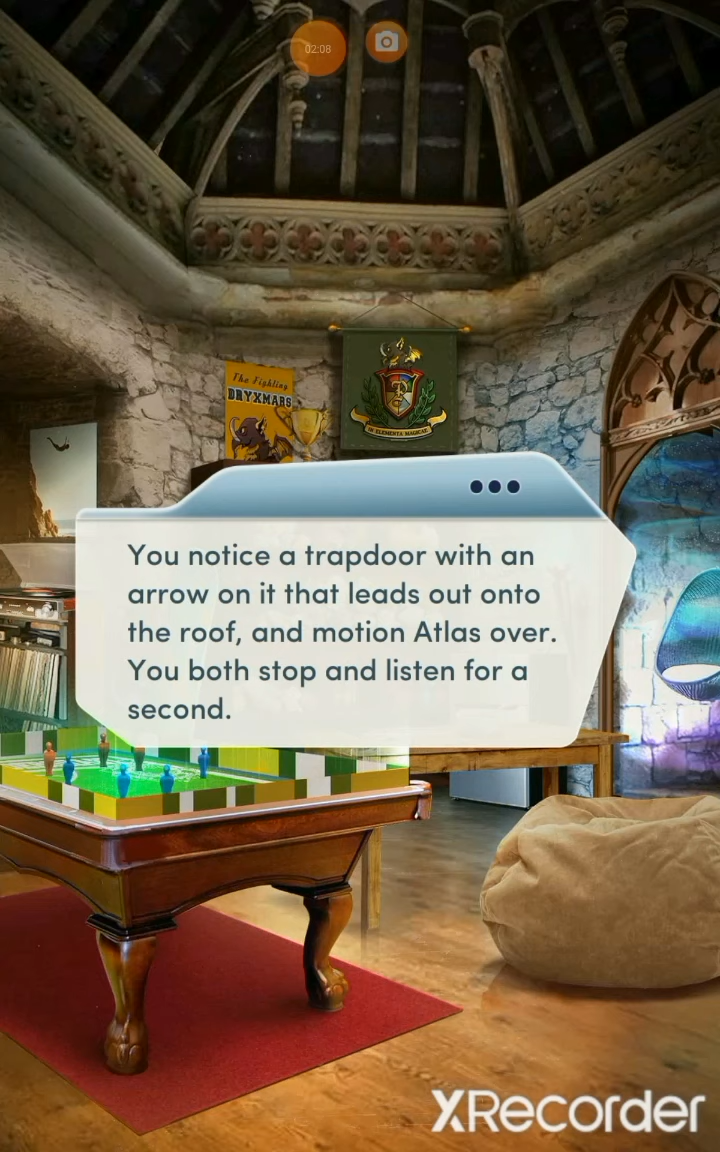 02:08
The Fighting
DRYXMARS
IN ELEMENTA MAGICAE
You notice a trapdoor with an
arrow on it that leads out onto
the roof, and motion Atlas over.
You both stop and listen for a
second.
XRecorder